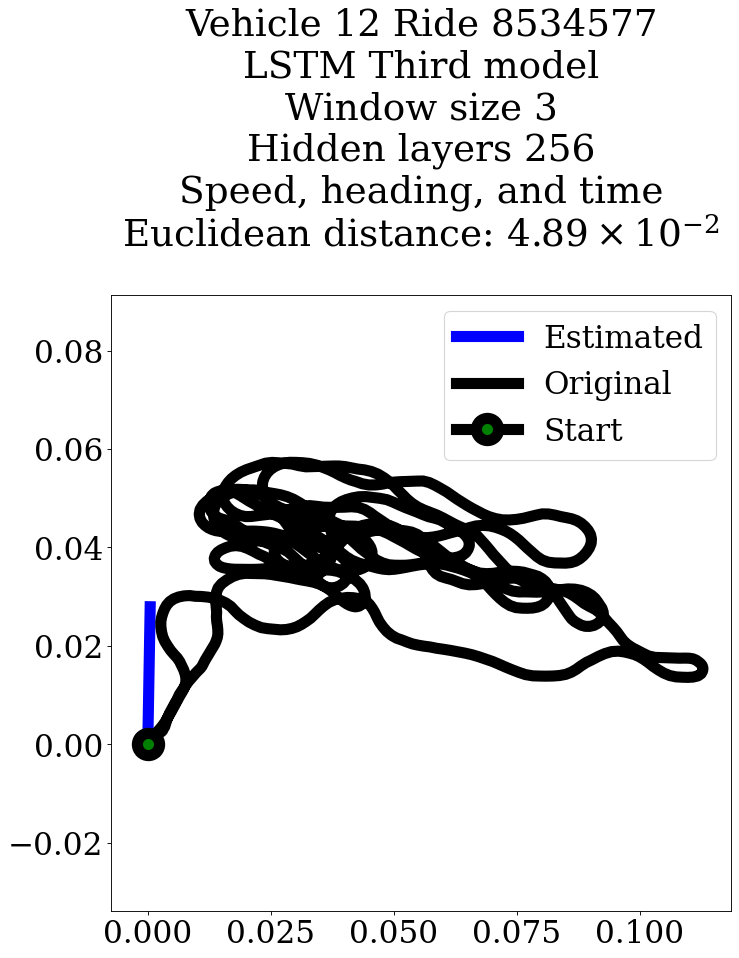 Vehicle 12 Ride 8534577
LSTM Third model
Window size 3
Hidden layers 256
Speed, heading, and time
Euclidean distance: 4.89 × 10⁻²
Estimated
Original
Start
0.08
0.06
0.04
0.02
0.00
−0.02
0.000 0.025 0.050 0.075 0.100